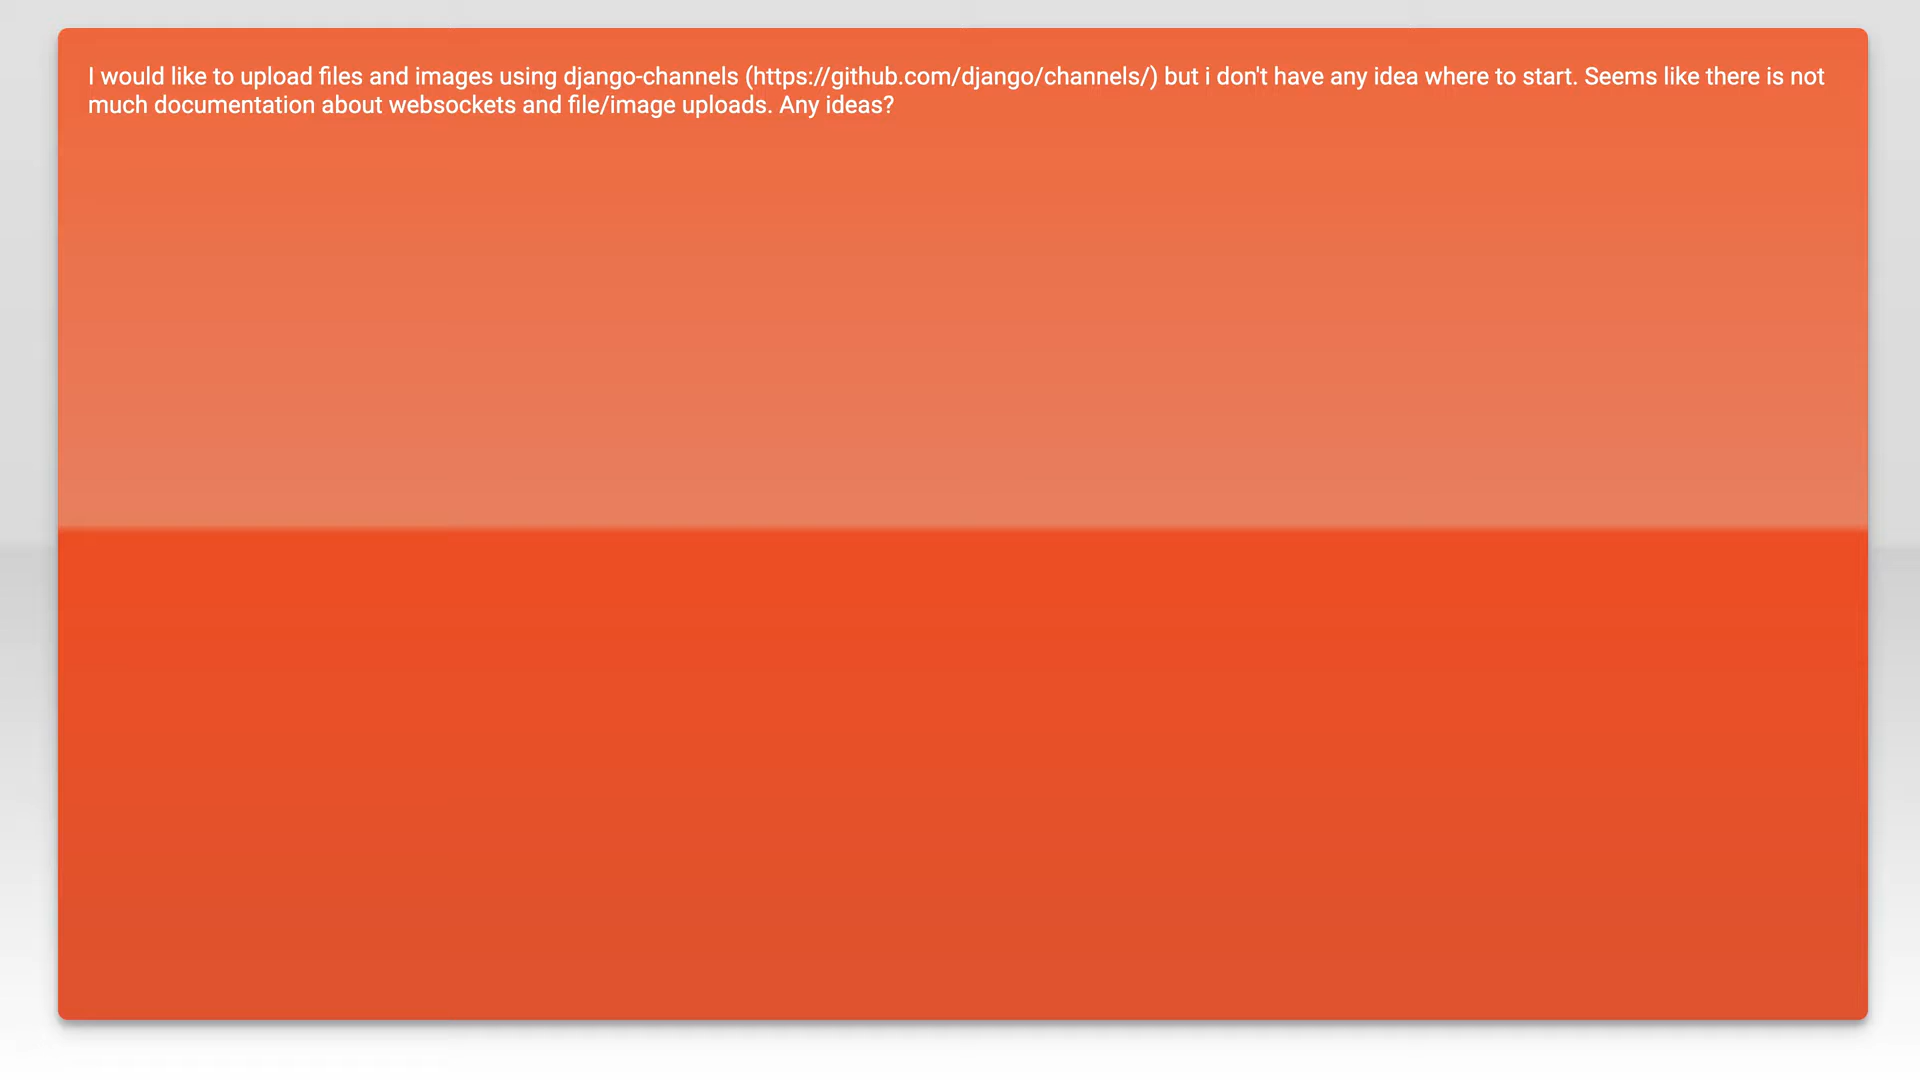 I would like to upload files and images using django-channels (https://github.com/django/channels/) but i don't have any idea where to start. Seems like there is not
much documentation about websockets and file/image uploads. Any ideas?